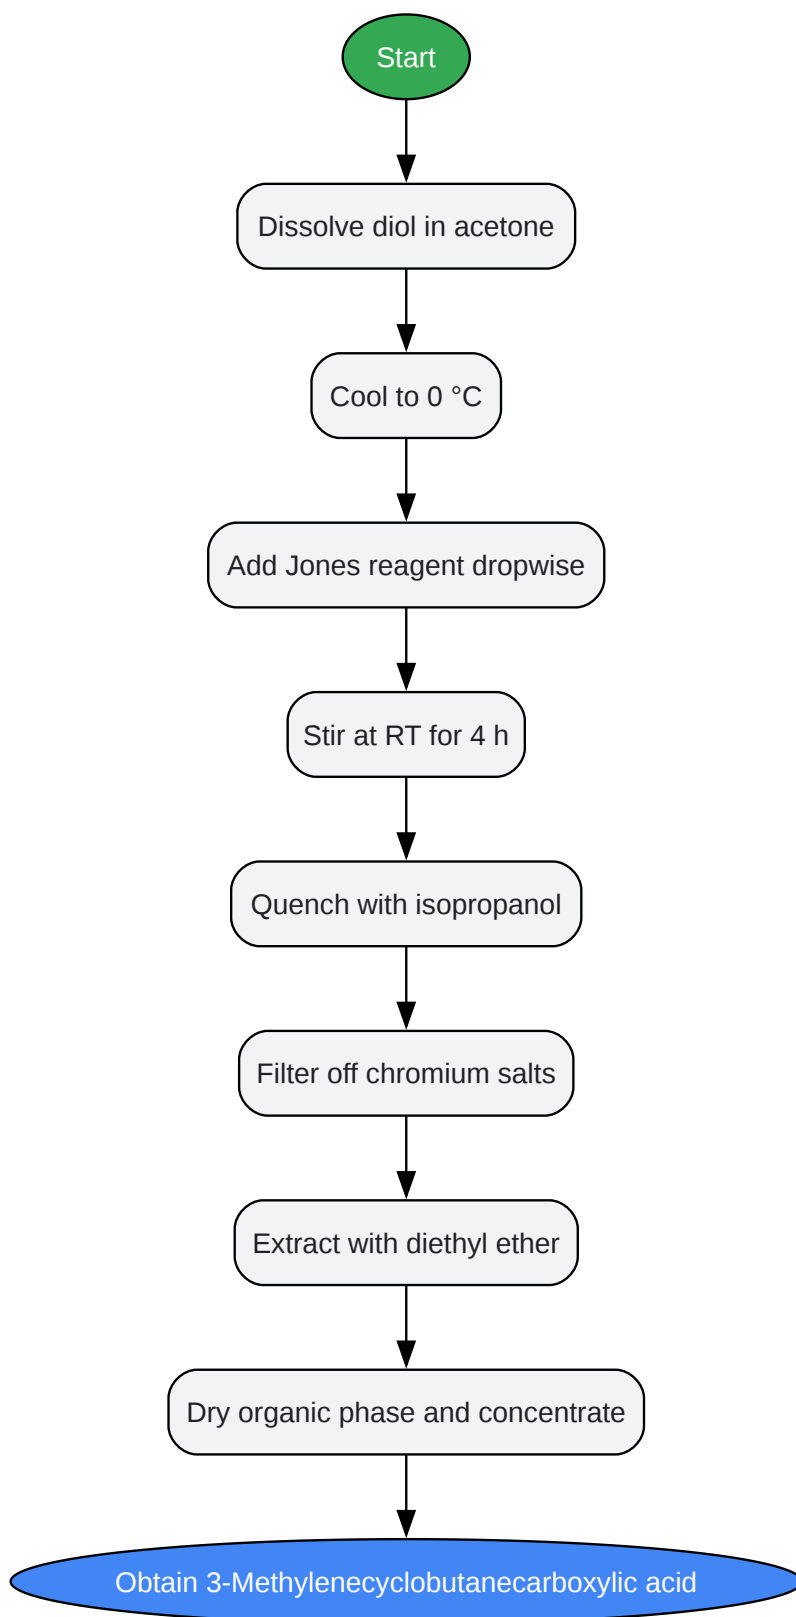 Start
Dissolve diol in acetone
Cool to 0 °C
Add Jones reagent dropwise
Stir at RT for 4 h
Quench with isopropanol
Filter off chromium salts
Extract with diethyl ether
Dry organic phase and concentrate
Obtain 3-Methylenecyclobutanecarboxylic acid